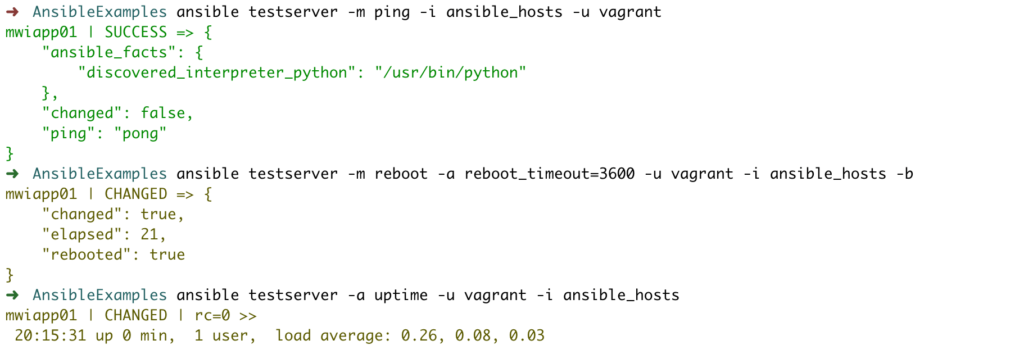 ➜  AnsibleExamples ansible testserver -m ping -i ansible_hosts -u vagrant
mwiapp01 | SUCCESS => {
    "ansible_facts": {
        "discovered_interpreter_python": "/usr/bin/python"
    },
    "changed": false,
    "ping": "pong"
}
➜  AnsibleExamples ansible testserver -m reboot -a reboot_timeout=3600 -u vagrant -i ansible_hosts -b
mwiapp01 | CHANGED => {
    "changed": true,
    "elapsed": 21,
    "rebooted": true
}
➜  AnsibleExamples ansible testserver -a uptime -u vagrant -i ansible_hosts
mwiapp01 | CHANGED | rc=0 >>
 20:15:31 up 0 min,  1 user,  load average: 0.26, 0.08, 0.03